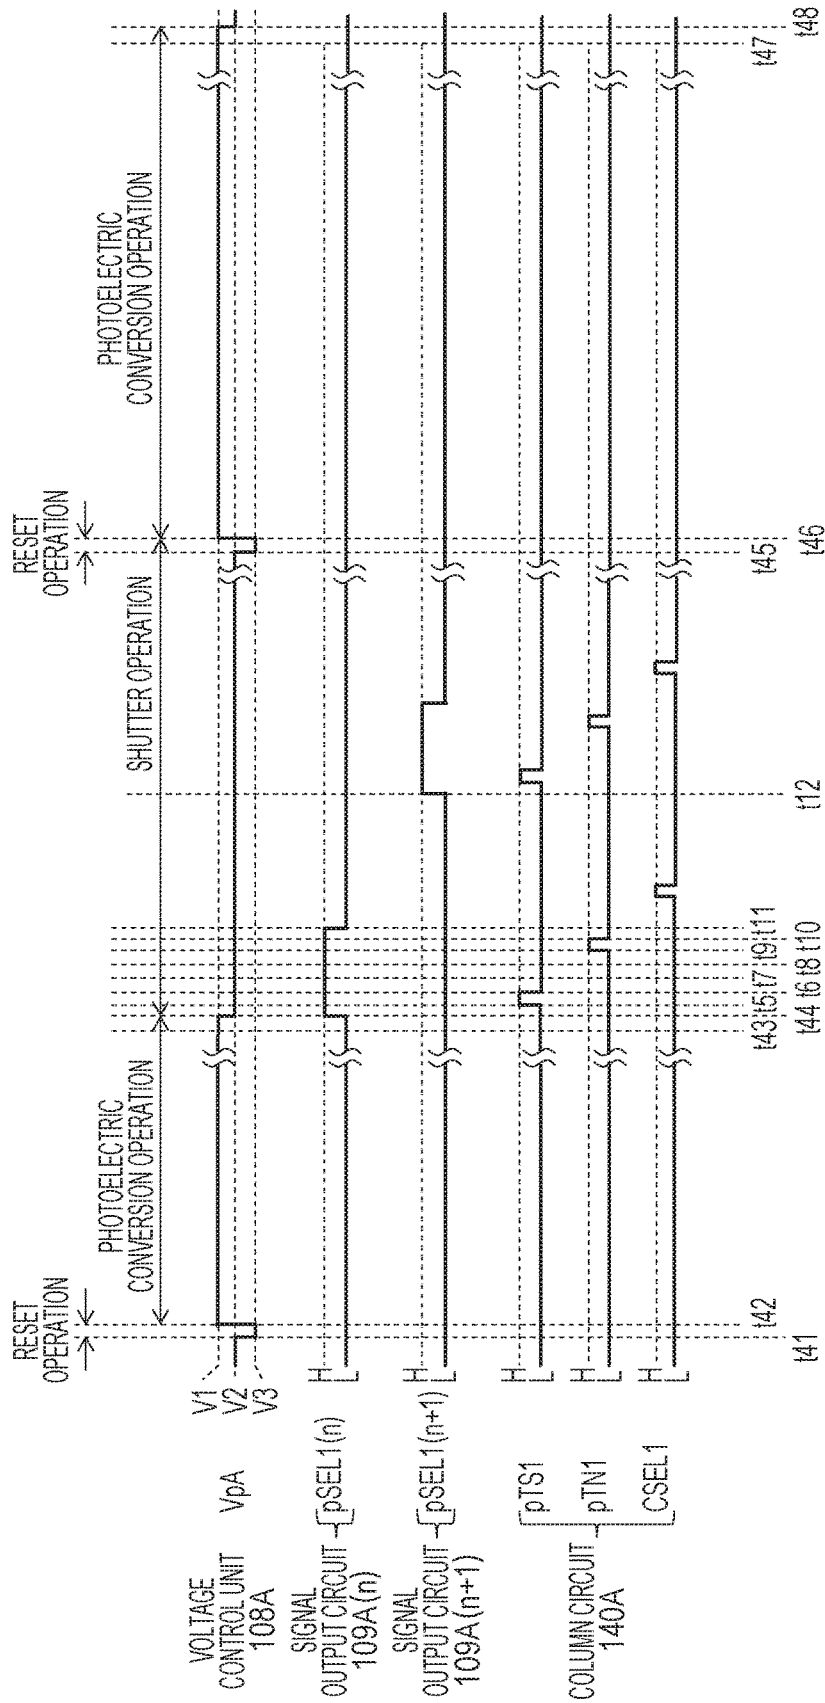 RESET
OPERATION
PHOTOELECTRIC
CONVERSION OPERATION
SHUTTER OPERATION
RESET
OPERATION
PHOTOELECTRIC
CONVERSION OPERATION
VOLTAGE
CONTROL UNIT
108A
VpA
V1
V2
V3
SIGNAL
OUTPUT CIRCUIT
109A(n)
pSEL1(n)
H
L
SIGNAL
OUTPUT CIRCUIT
109A(n+1)
pSEL1(n+1)
H
L
COLUMN CIRCUIT
140A
pTS1
H
L
pTN1
H
L
CSEL1
H
L
t42 t43 t5 t7 t9 t11 t45 t47
t41 t44 t6 t8 t10 t12 t46 t48